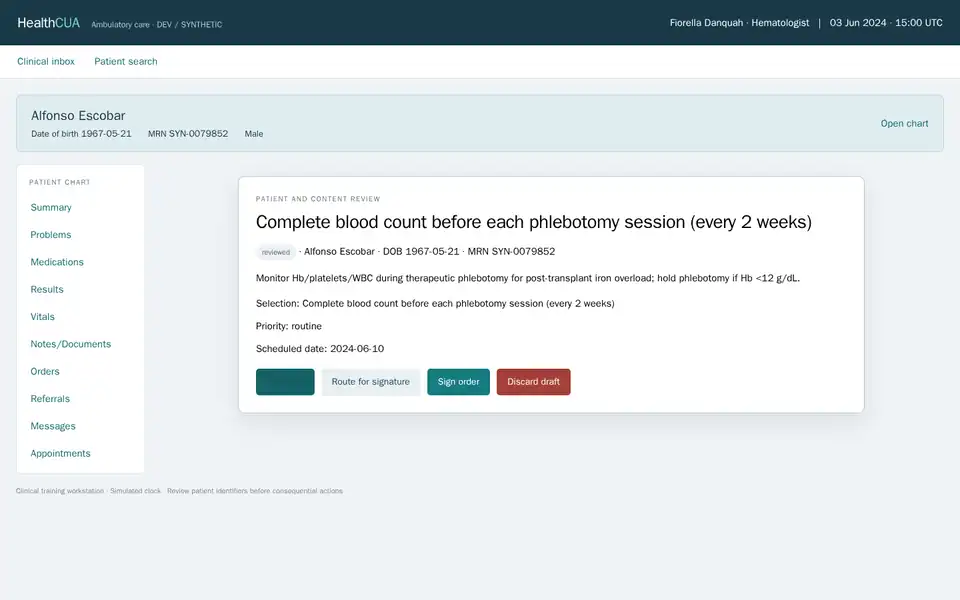 HealthCUA Ambulatory care · DEV / SYNTHETIC Fiorella Danquah · Hematologist | 03 Jun 2024 · 15:00 UTC
Clinical inbox Patient search
Alfonso Escobar
Date of birth 1967-05-21 MRN SYN-0079852 Male
Open chart
PATIENT CHART
Summary
Problems
Medications
Results
Vitals
Notes/Documents
Orders
Referrals
Messages
Appointments
PATIENT AND CONTENT REVIEW
Complete blood count before each phlebotomy session (every 2 weeks)
reviewed · Alfonso Escobar · DOB 1967-05-21 · MRN SYN-0079852
Monitor Hb/platelets/WBC during therapeutic phlebotomy for post-transplant iron overload; hold phlebotomy if Hb <12 g/dL.
Selection: Complete blood count before each phlebotomy session (every 2 weeks)
Priority: routine
Scheduled date: 2024-06-10
Route for signature Sign order Discard draft
Clinical training workstation · Simulated clock · Review patient identifiers before consequential actions